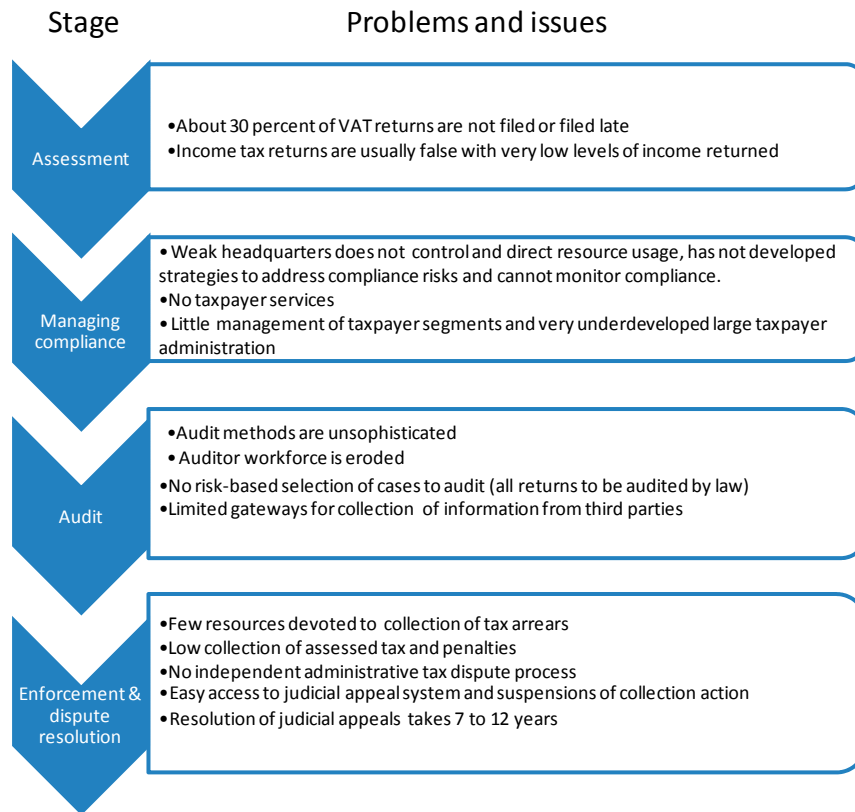 Stage Problems and issues
Assessment
•About 30 percent of VAT returns are not filed or filed late
•Income tax returns are usually false with very low levels of income returned
Managing
compliance
• Weak headquarters does not control and direct resource usage, has not developed
strategies to address compliance risks and cannot monitor compliance.
•No taxpayer services
•Little management of taxpayer segments and very underdeveloped large taxpayer
administration
Audit
•Audit methods are unsophisticated
•Auditor workforce is eroded
•No risk-based selection of cases to audit (all returns to be audited by law)
•Limited gateways for collection of information from third parties
Enforcement &
dispute
resolution
•Few resources devoted to collection of tax arrears
•Low collection of assessed tax and penalties
•No independent administrative tax dispute process
•Easy access to judicial appeal system and suspensions of collection action
•Resolution of judicial appeals takes 7 to 12 years